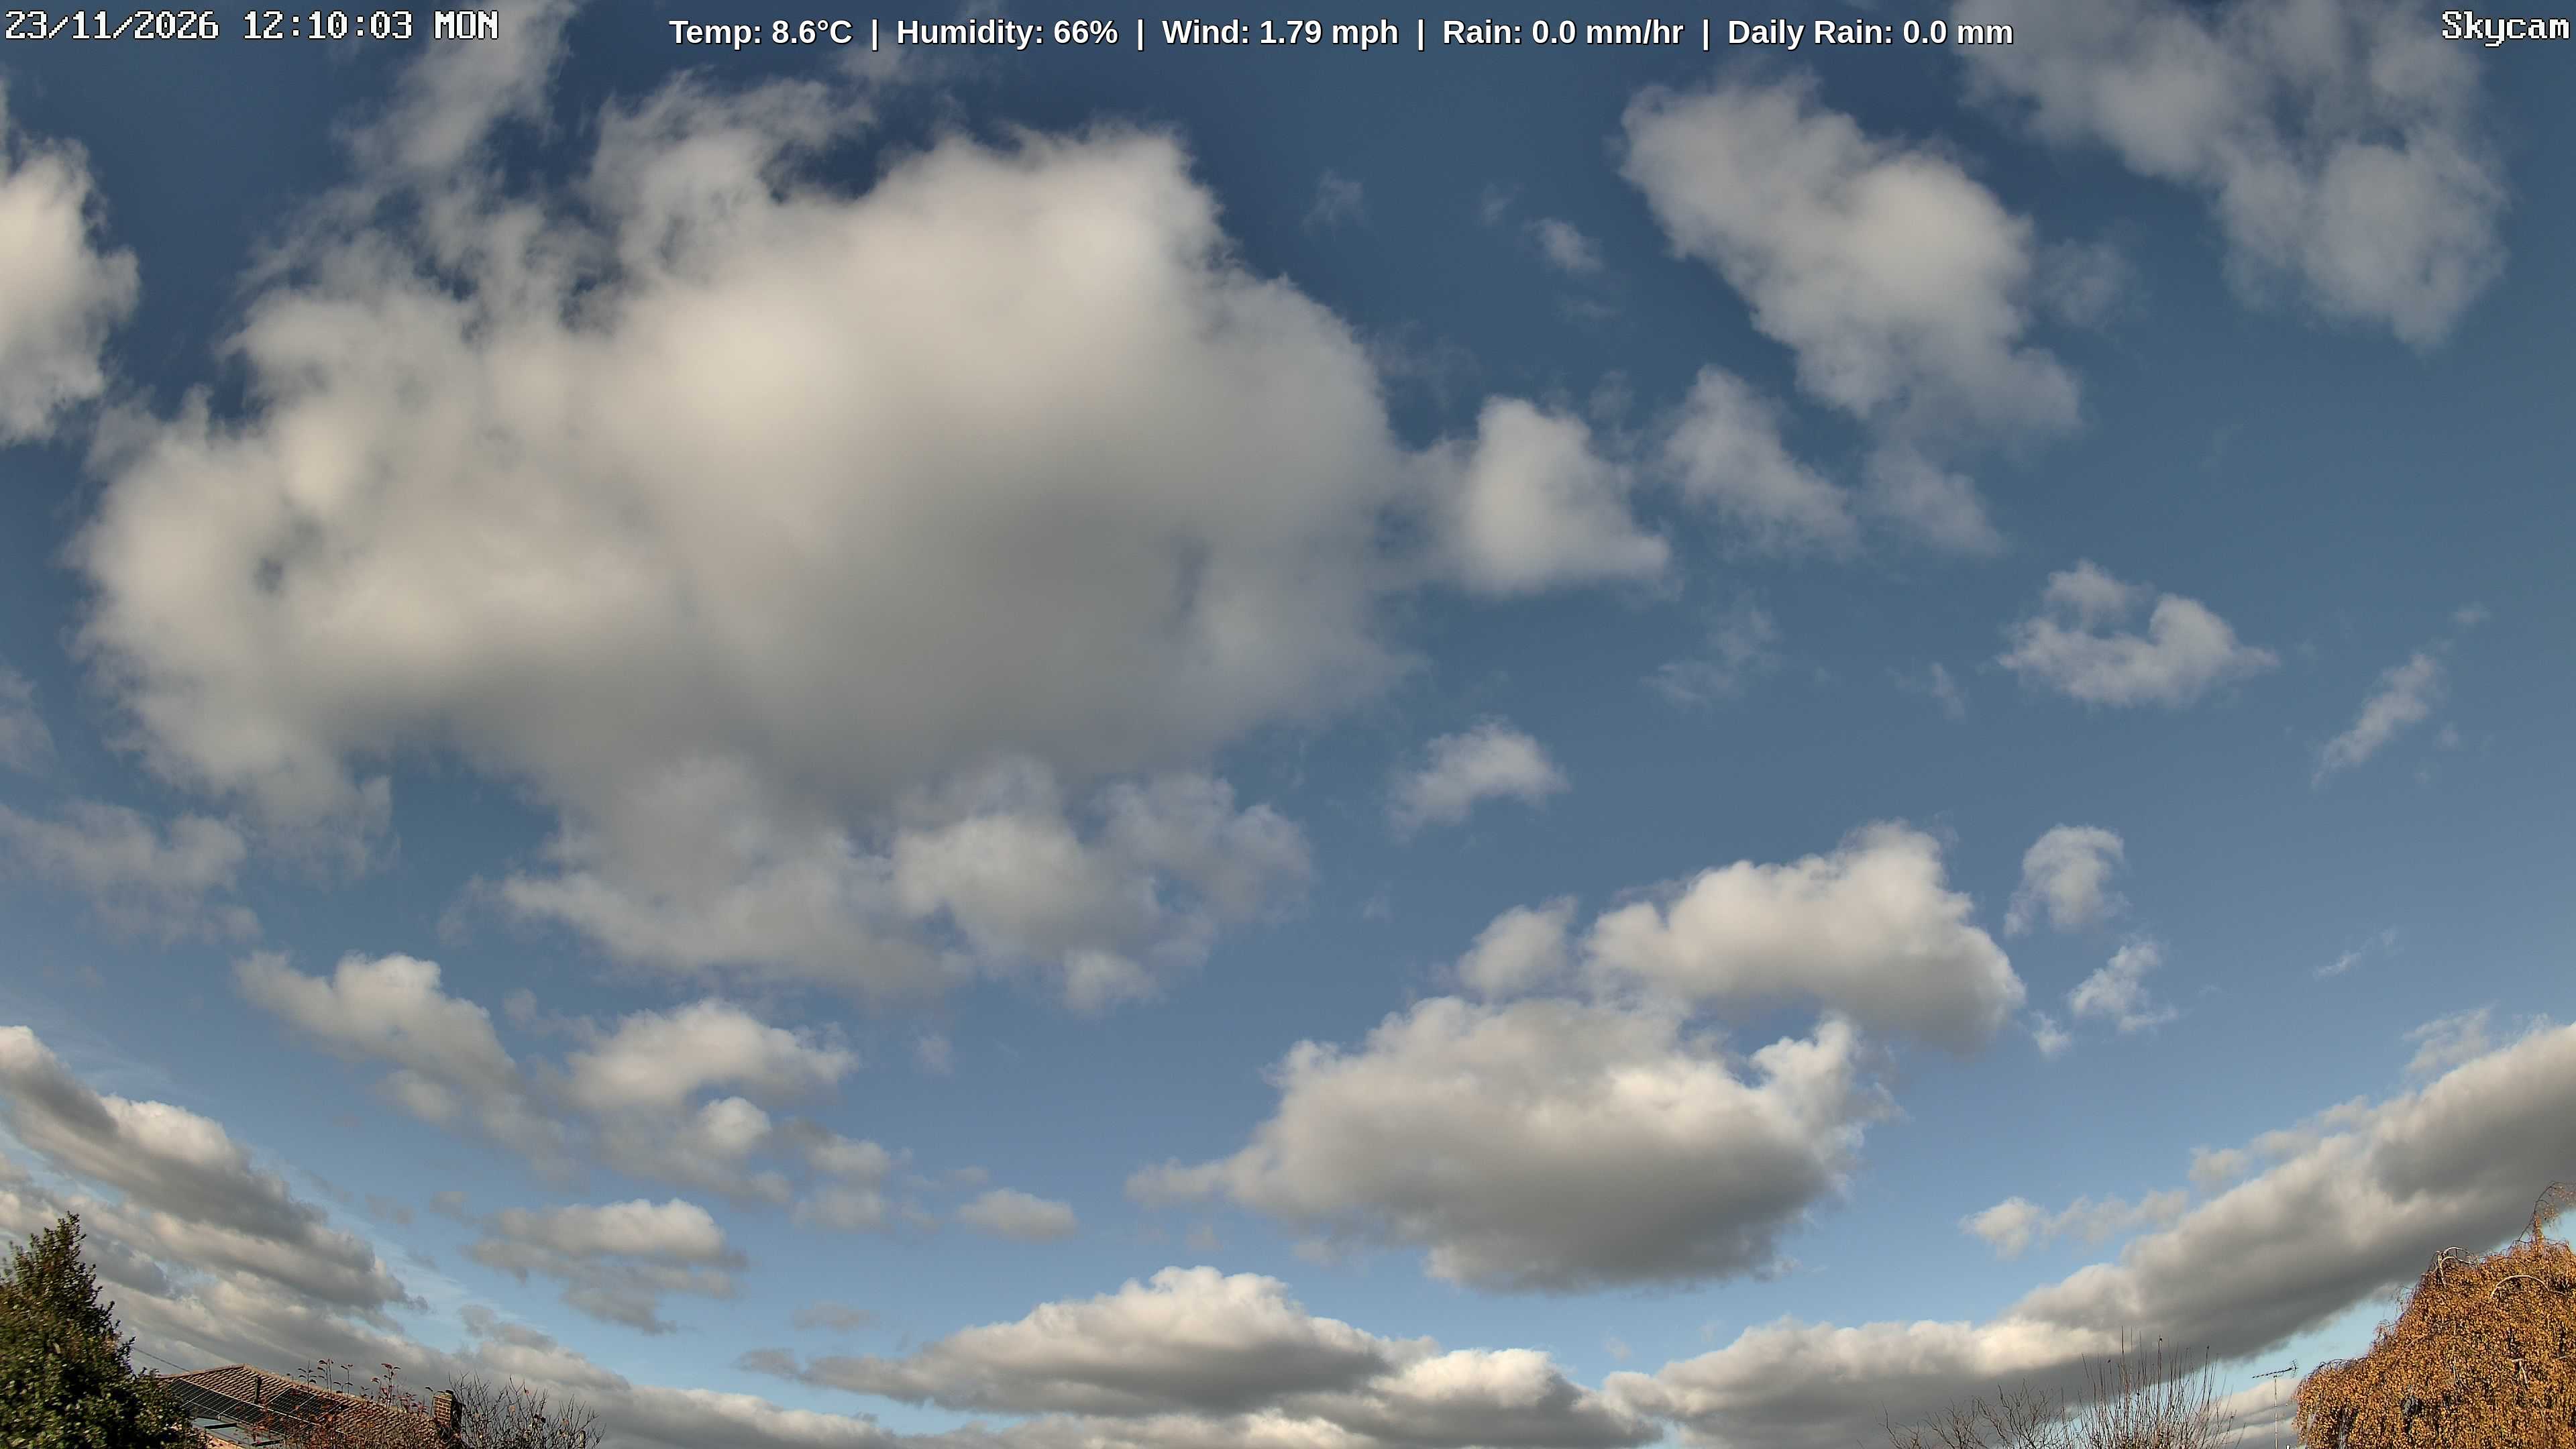 23/11/2026 12:10:03 MON
Temp: 8.6°C | Humidity: 66% | Wind: 1.79 mph | Rain: 0.0 mm/hr | Daily Rain: 0.0 mm
Skycam